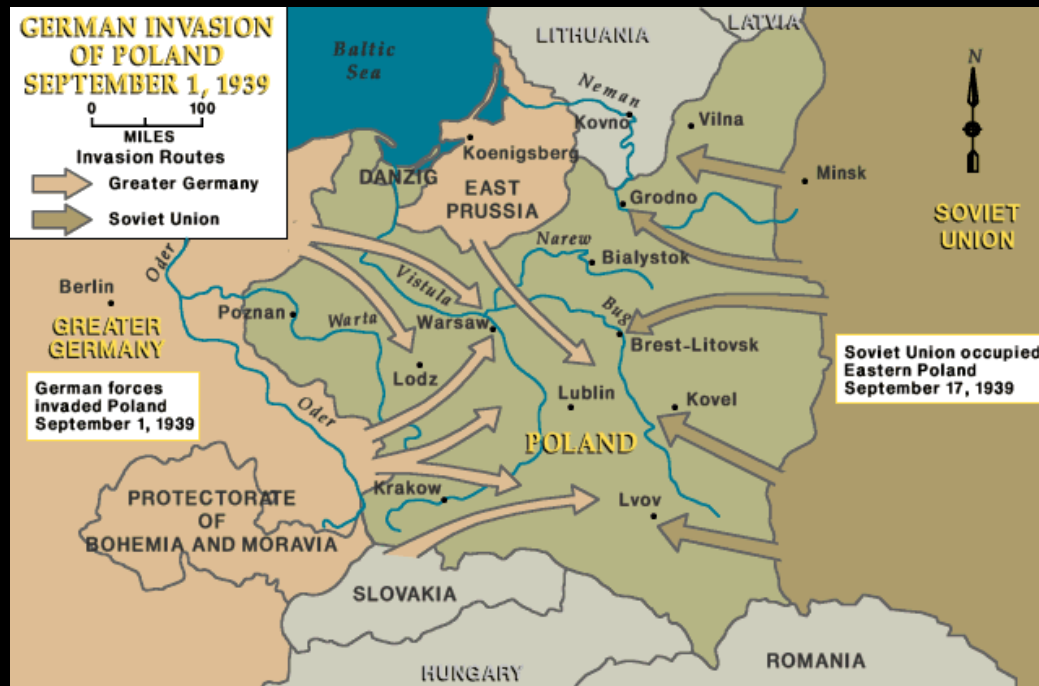 GERMAN INVASION
OF POLAND
SEPTEMBER 1, 1939
0 100
MILES
Invasion Routes
Greater Germany
Soviet Union
Baltic
Sea
LITHUANIA
LATVIA
N
Neman
Kovno
Vilna
Koenigsberg
Minsk
DANZIG
EAST
PRUSSIA
Grodno
SOVIET
UNION
Oder
Narew
Bialystok
Berlin
Vistula
Poznan
Warta
Warsaw
Bug
Brest-Litovsk
GREATER
GERMANY
Soviet Union occupied
Eastern Poland
September 17, 1939
Lodz
German forces
invaded Poland
September 1, 1939
Oder
Lublin
Kovel
POLAND
PROTECTORATE
OF
BOHEMIA AND MORAVIA
Krakow
Lvov
SLOVAKIA
HUNGARY
ROMANIA